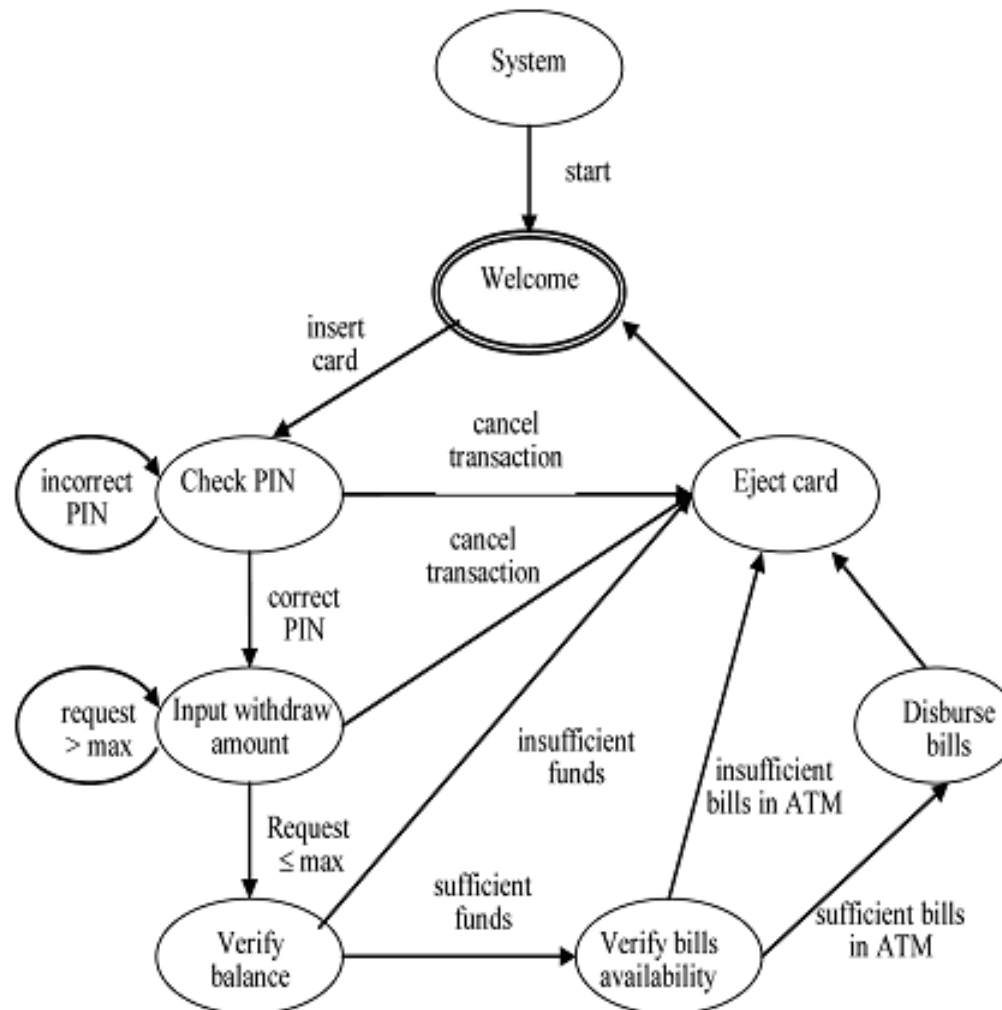 System
start
Welcome
insert
card
cancel
transaction
incorrect
PIN
Check PIN
Eject card
cancel
transaction
correct
PIN
request
> max
Input withdraw
amount
insufficient
funds
Disburse
bills
insufficient
bills in ATM
Request
≤ max
sufficient
funds
sufficient bills
in ATM
Verify
balance
Verify bills
availability